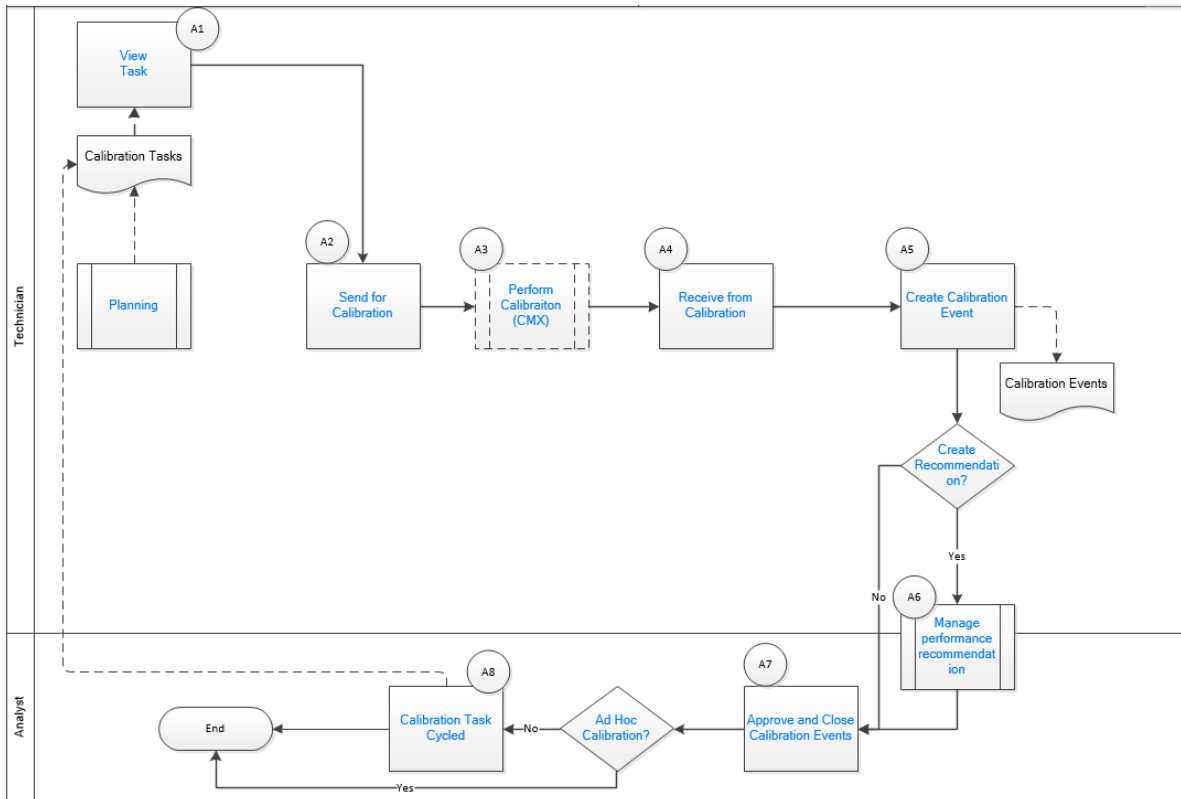 Technician
A1
View
Task
Calibration Tasks
Planning
A2
Send for
Calibration
A3
Perform
Calibraiton
(CMX)
A4
Receive from
Calibration
A5
Create Calibration
Event
Calibration Events
Create
Recommendati
on?
Yes
No
A6
Manage
performance
recommendat
ion
Analyst
A7
Approve and Close
Calibration Events
Ad Hoc
Calibration?
No
Yes
A8
Calibration Task
Cycled
End